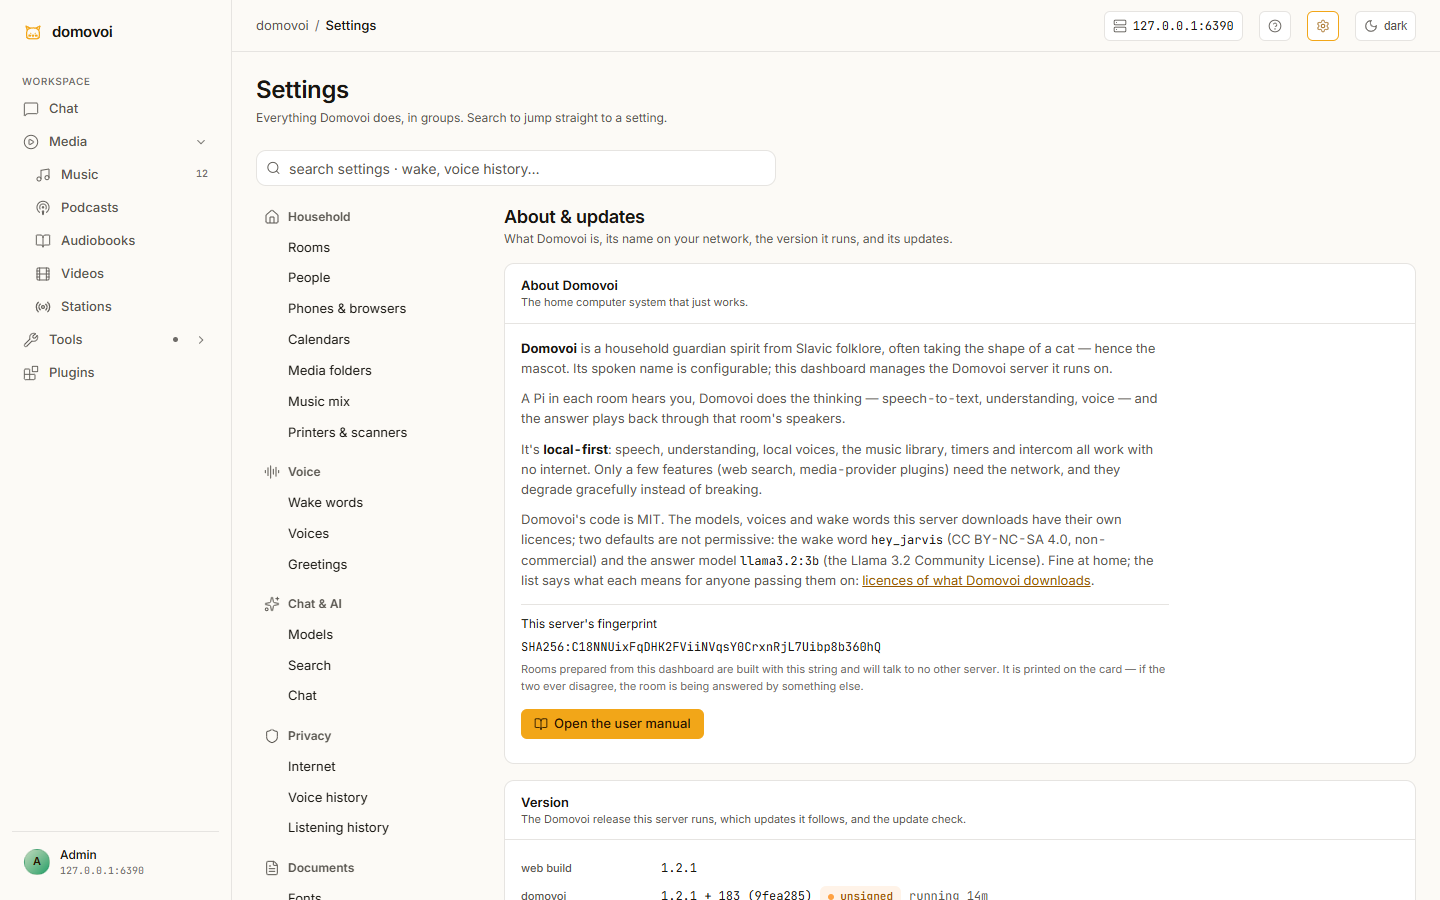 domovoi
domovoi / Settings
127.0.0.1:6390
dark
WORKSPACE
Chat
Media
Music 12
Podcasts
Audiobooks
Videos
Stations
Tools
Plugins
A
Admin
127.0.0.1:6390
Settings
Everything Domovoi does, in groups. Search to jump straight to a setting.
search settings · wake, voice history...
Household
Rooms
People
Phones & browsers
Calendars
Media folders
Music mix
Printers & scanners
Voice
Wake words
Voices
Greetings
Chat & AI
Models
Search
Chat
Privacy
Internet
Voice history
Listening history
Documents
Fonts
About & updates
What Domovoi is, its name on your network, the version it runs, and its updates.
About Domovoi
The home computer system that just works.
Domovoi is a household guardian spirit from Slavic folklore, often taking the shape of a cat — hence the
mascot. Its spoken name is configurable; this dashboard manages the Domovoi server it runs on.
A Pi in each room hears you, Domovoi does the thinking — speech-to-text, understanding, voice — and
the answer plays back through that room's speakers.
It's local-first: speech, understanding, local voices, the music library, timers and intercom all work with
no internet. Only a few features (web search, media-provider plugins) need the network, and they
degrade gracefully instead of breaking.
Domovoi's code is MIT. The models, voices and wake words this server downloads have their own
licences; two defaults are not permissive: the wake word hey_jarvis (CC BY-NC-SA 4.0, non-
commercial) and the answer model llama3.2:3b (the Llama 3.2 Community License). Fine at home; the
list says what each means for anyone passing them on: licences of what Domovoi downloads.
This server's fingerprint
SHA256:C18NNUixFqDHK2FViiNVqsY0CrxnRjL7Uibp8b360hQ
Rooms prepared from this dashboard are built with this string and will talk to no other server. It is printed on the card — if the
two ever disagree, the room is being answered by something else.
Open the user manual
Version
The Domovoi release this server runs, which updates it follows, and the update check.
web build 1.2.1
domovoi 1.2.1 + 183 (9fea285) unsigned running 14m